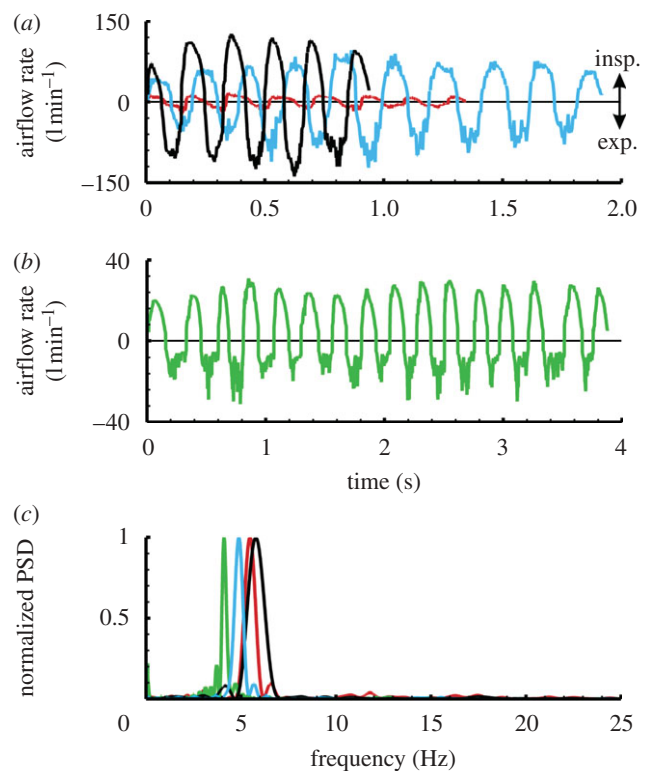 (a)
150
0
−150
airflow rate
(l min−1)
insp.
exp.
0 0.5 1.0 1.5 2.0
(b)
40
0
−40
airflow rate
(l min−1)
0 1 2 3 4
time (s)
(c)
1
0.5
normalized PSD
0 5 10 15 20 25
frequency (Hz)